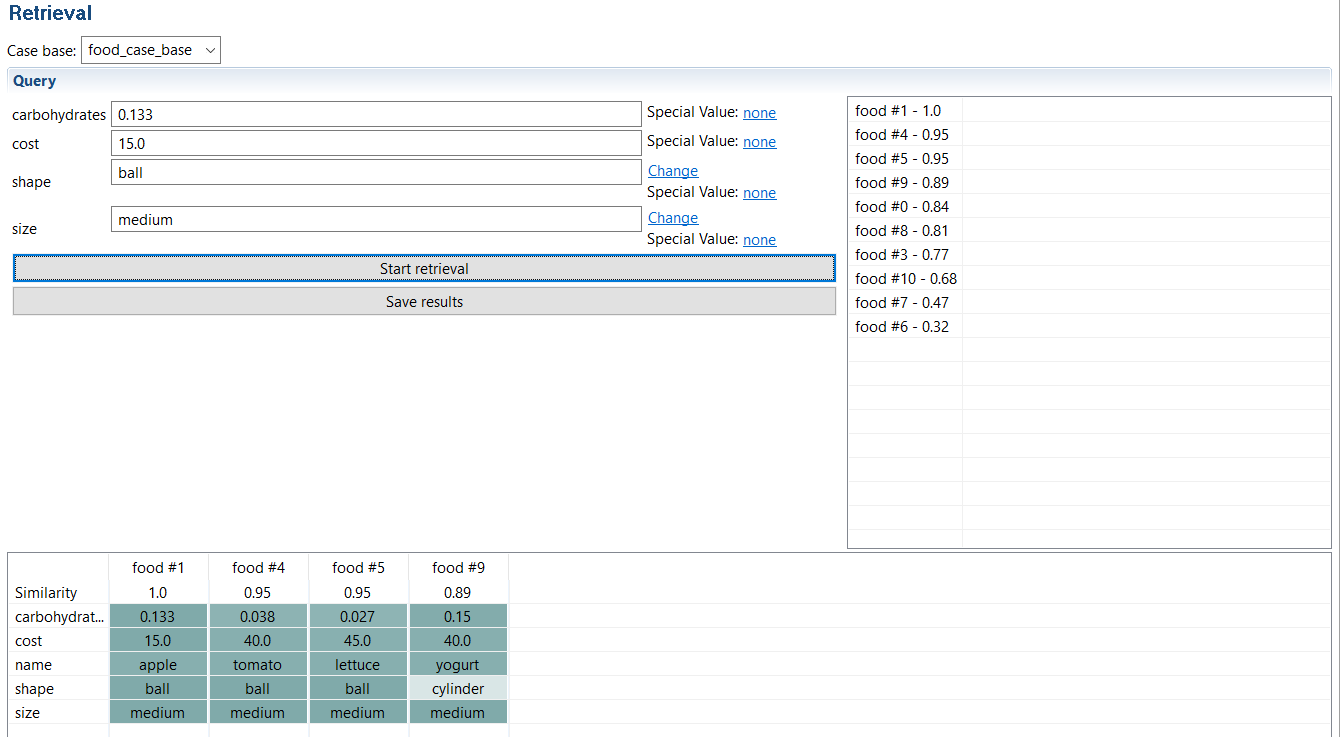 Retrieval
Case base: food_case_base
Query
carbohydrates 0.133 Special Value: none
cost 15.0 Special Value: none
shape ball Change
Special Value: none
size medium Change
Special Value: none
Start retrieval
Save results
food #1 - 1.0
food #4 - 0.95
food #5 - 0.95
food #9 - 0.89
food #0 - 0.84
food #8 - 0.81
food #3 - 0.77
food #10 - 0.68
food #7 - 0.47
food #6 - 0.32
food #1 food #4 food #5 food #9
Similarity 1.0 0.95 0.95 0.89
carbohydrat... 0.133 0.038 0.027 0.15
cost 15.0 40.0 45.0 40.0
name apple tomato lettuce yogurt
shape ball ball ball cylinder
size medium medium medium medium